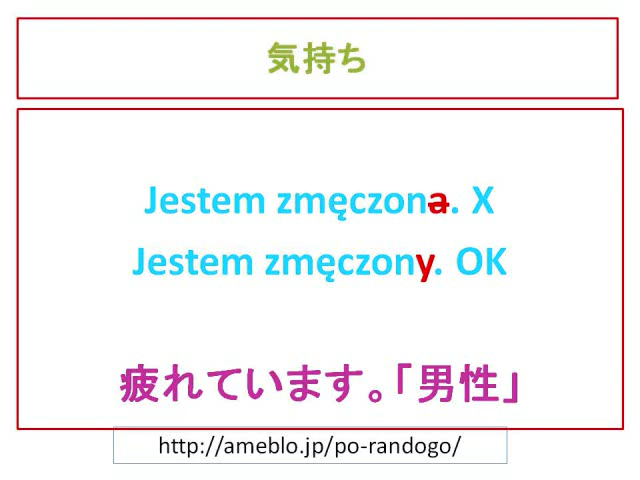 気持ち
Jestem zmęczona. X
Jestem zmęczony. OK
疲れています。「男性」
http://ameblo.jp/po-randogo/